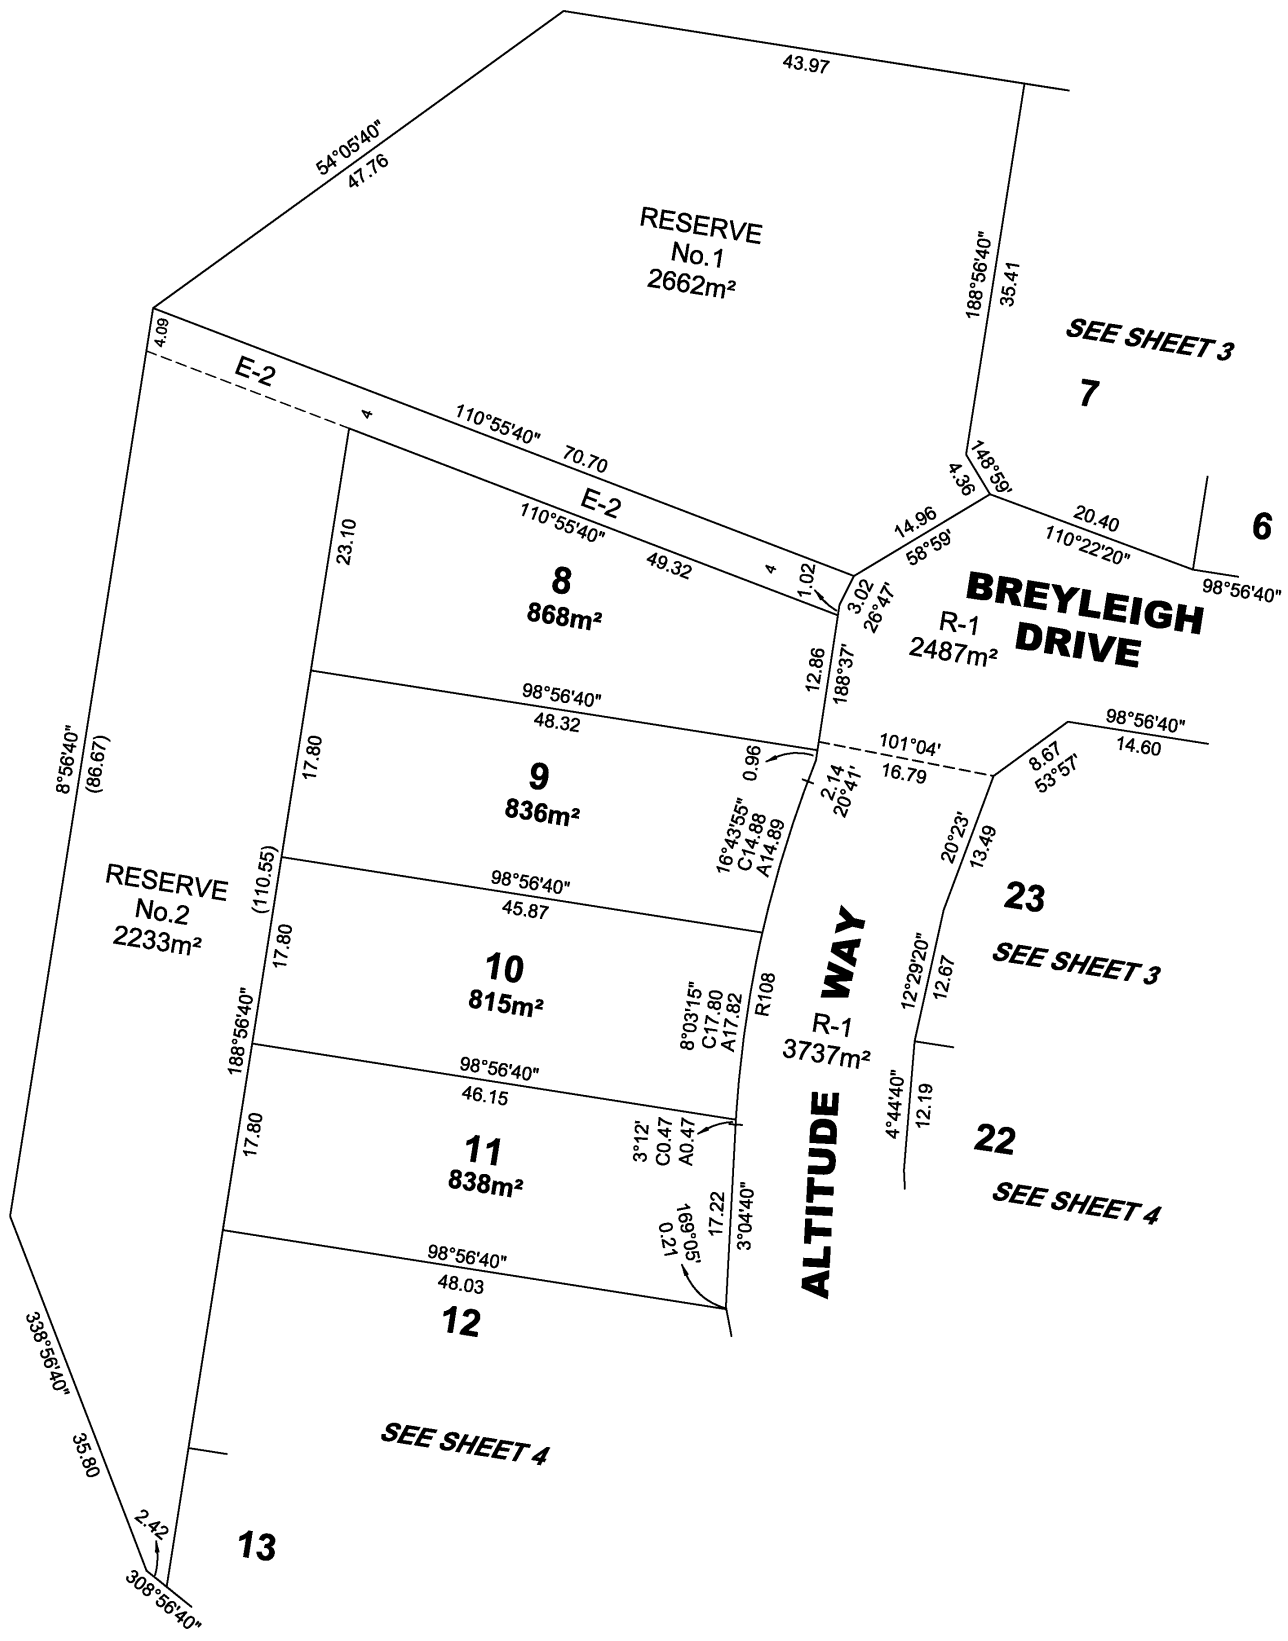 43.97
54°05'40"
47.76
RESERVE
No.1
2662m²
188°56'40"
35.41
SEE SHEET 3
7
4.09
E-2
4
110°55'40"
70.70
E-2
110°55'40"
49.32
4
1.02
148°59'
4.36
14.96
58°59'
20.40
110°22'20"
6
98°56'40"
3.02
26°47'
BREYLEIGH
DRIVE
R-1
2487m²
23.10
8
868m²
12.86
188°37'
98°56'40"
48.32
0.96
101°04'
16.79
2.14
20°41'
8.67
53°57'
98°56'40"
14.60
8°56'40"
(86.67)
17.80
9
836m²
16°43'55"
C14.88
A14.89
20°23'
13.49
RESERVE
No.2
2233m²
(110.55)
98°56'40"
45.87
23
SEE SHEET 3
17.80
10
815m²
8°03'15"
C17.80
A17.82
R108
ALTITUDE WAY
R-1
3737m²
12°29'20"
12.67
188°56'40"
98°56'40"
46.15
4°44'40"
12.19
17.80
11
838m²
3°12'
C0.47
A0.47
22
SEE SHEET 4
17.22
3°04'40"
169°05'
0.21
98°56'40"
48.03
12
338°56'40"
35.80
SEE SHEET 4
2.42
13
308°56'40"